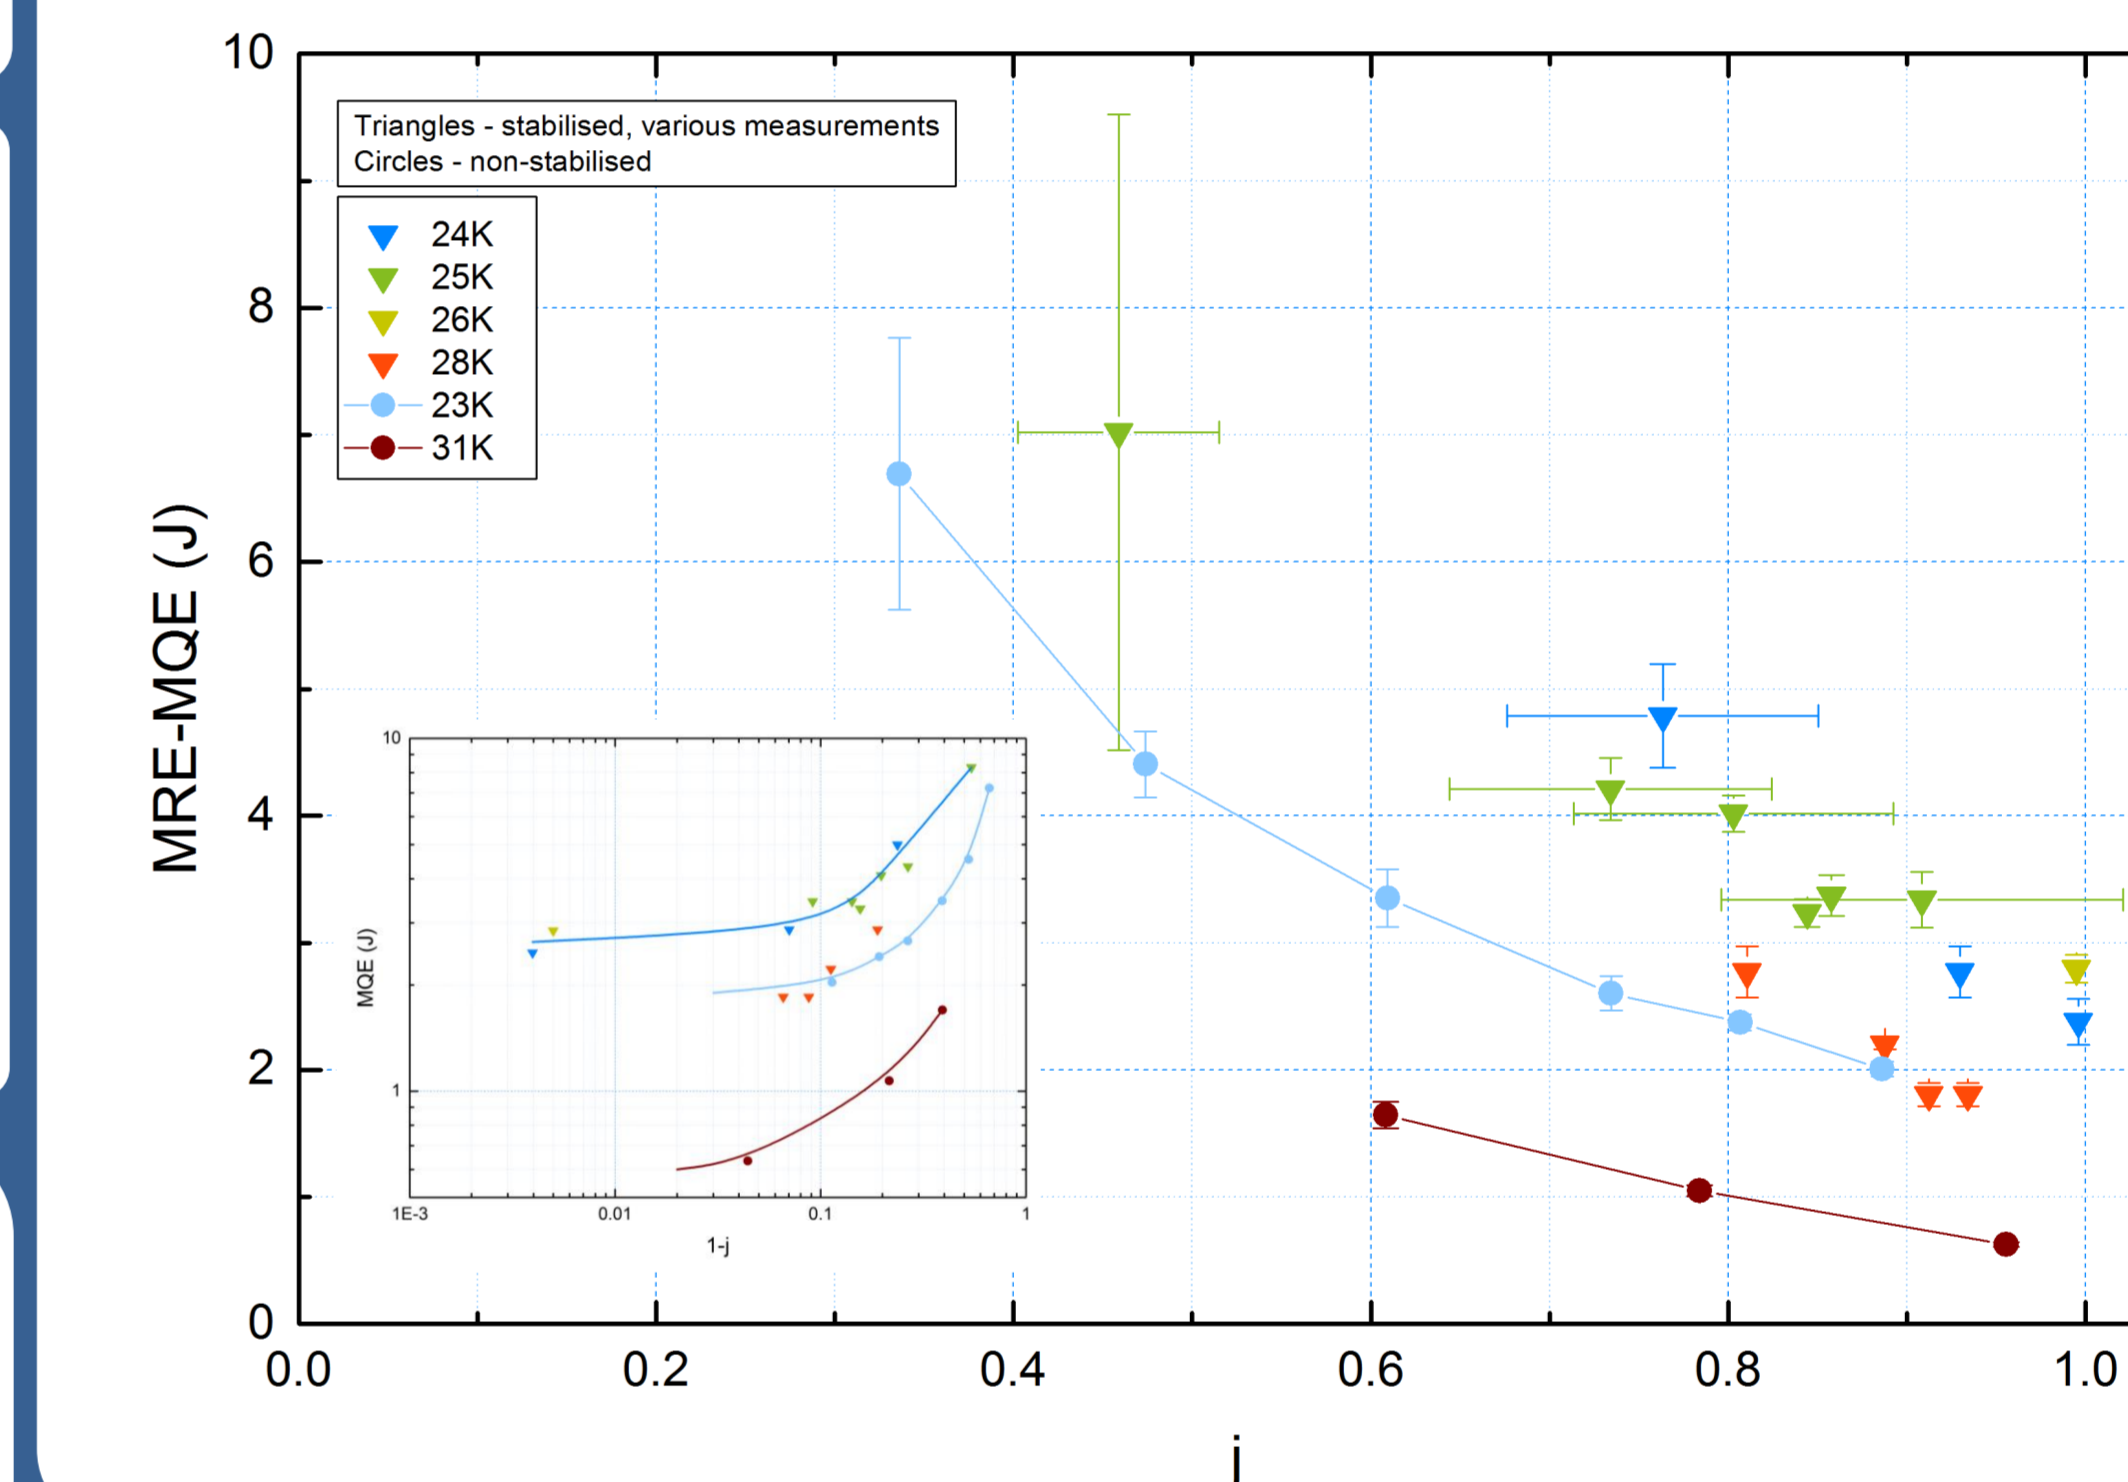 10
8
6
4
2
0
MRE-MQE (J)
Triangles - stabilised, various measurements
Circles - non-stabilised
24K
25K
26K
28K
23K
31K
10
1
MQE (J)
1E-3 0.01 0.1 1
1-j
0.0 0.2 0.4 0.6 0.8 1.0
j